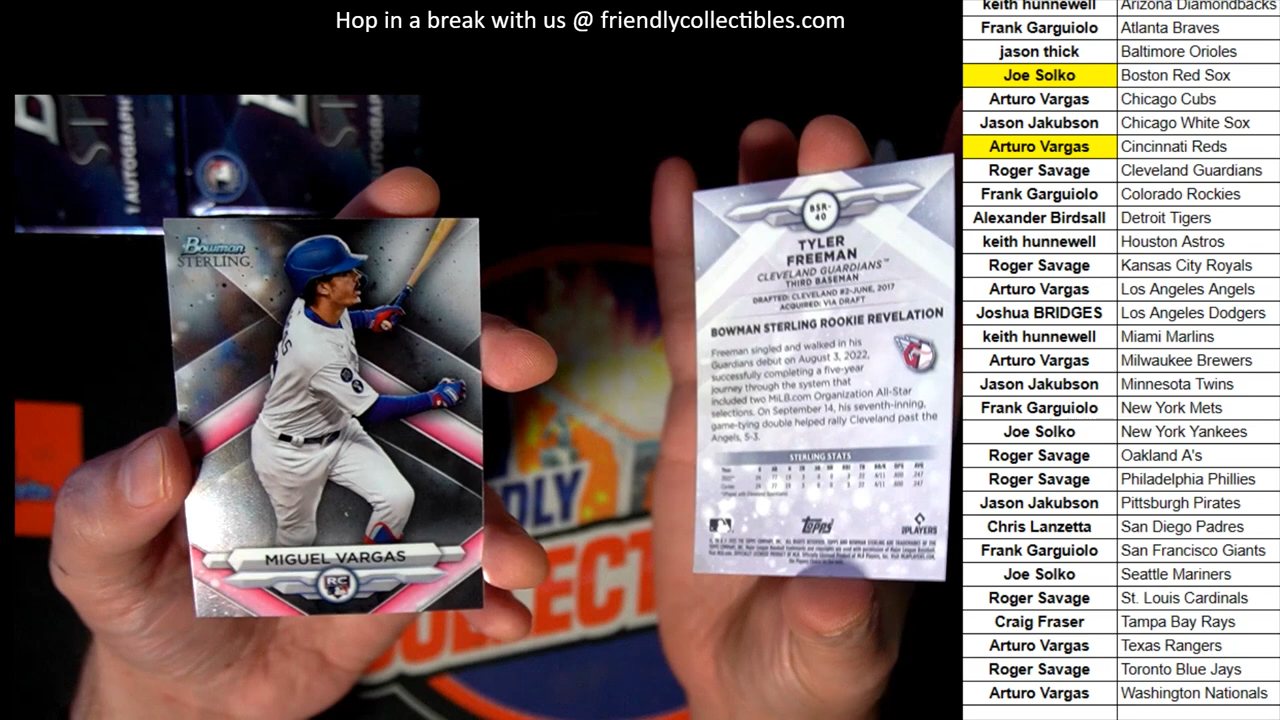 Hop in a break with us @ friendlycollectibles.com
AUTOGRAPH
Bowman
STERLING
MIGUEL VARGAS
RC
BSR-
40
TYLER
FREEMAN
CLEVELAND GUARDIANS™
THIRD BASEMAN
DRAFTED: CLEVELAND #2-JUNE, 2017
ACQUIRED: VIA DRAFT
BOWMAN STERLING ROOKIE REVELATION
Freeman singled and walked in his
Guardians debut on August 3, 2022,
successfully completing a five-year
journey through the system that
included two MiLB.com Organization All-Star
selections. On September 14, his seventh-inning,
game-tying double helped rally Cleveland past the
Angels, 5-3.
STERLING STATS
Topps
PLAYERS
DLY
COLLECT
keith hunnewell Arizona Diamondbacks
Frank Garguiolo Atlanta Braves
jason thick Baltimore Orioles
Joe Solko Boston Red Sox
Arturo Vargas Chicago Cubs
Jason Jakubson Chicago White Sox
Arturo Vargas Cincinnati Reds
Roger Savage Cleveland Guardians
Frank Garguiolo Colorado Rockies
Alexander Birdsall Detroit Tigers
keith hunnewell Houston Astros
Roger Savage Kansas City Royals
Arturo Vargas Los Angeles Angels
Joshua BRIDGES Los Angeles Dodgers
keith hunnewell Miami Marlins
Arturo Vargas Milwaukee Brewers
Jason Jakubson Minnesota Twins
Frank Garguiolo New York Mets
Joe Solko New York Yankees
Roger Savage Oakland A's
Roger Savage Philadelphia Phillies
Jason Jakubson Pittsburgh Pirates
Chris Lanzetta San Diego Padres
Frank Garguiolo San Francisco Giants
Joe Solko Seattle Mariners
Roger Savage St. Louis Cardinals
Craig Fraser Tampa Bay Rays
Arturo Vargas Texas Rangers
Roger Savage Toronto Blue Jays
Arturo Vargas Washington Nationals